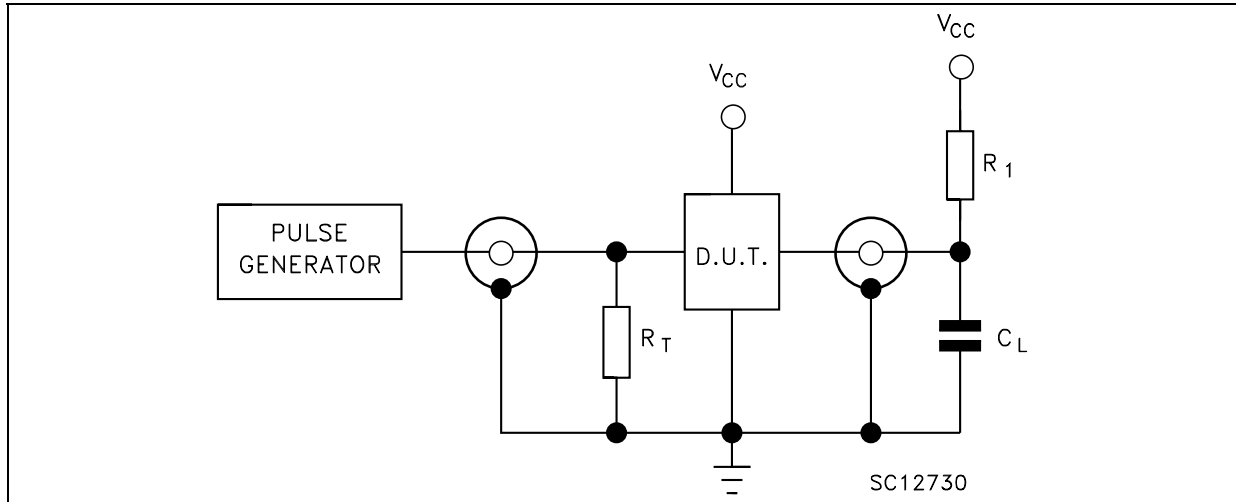 VCC
VCC
R1
PULSE
GENERATOR
D.U.T.
RT
CL
SC12730